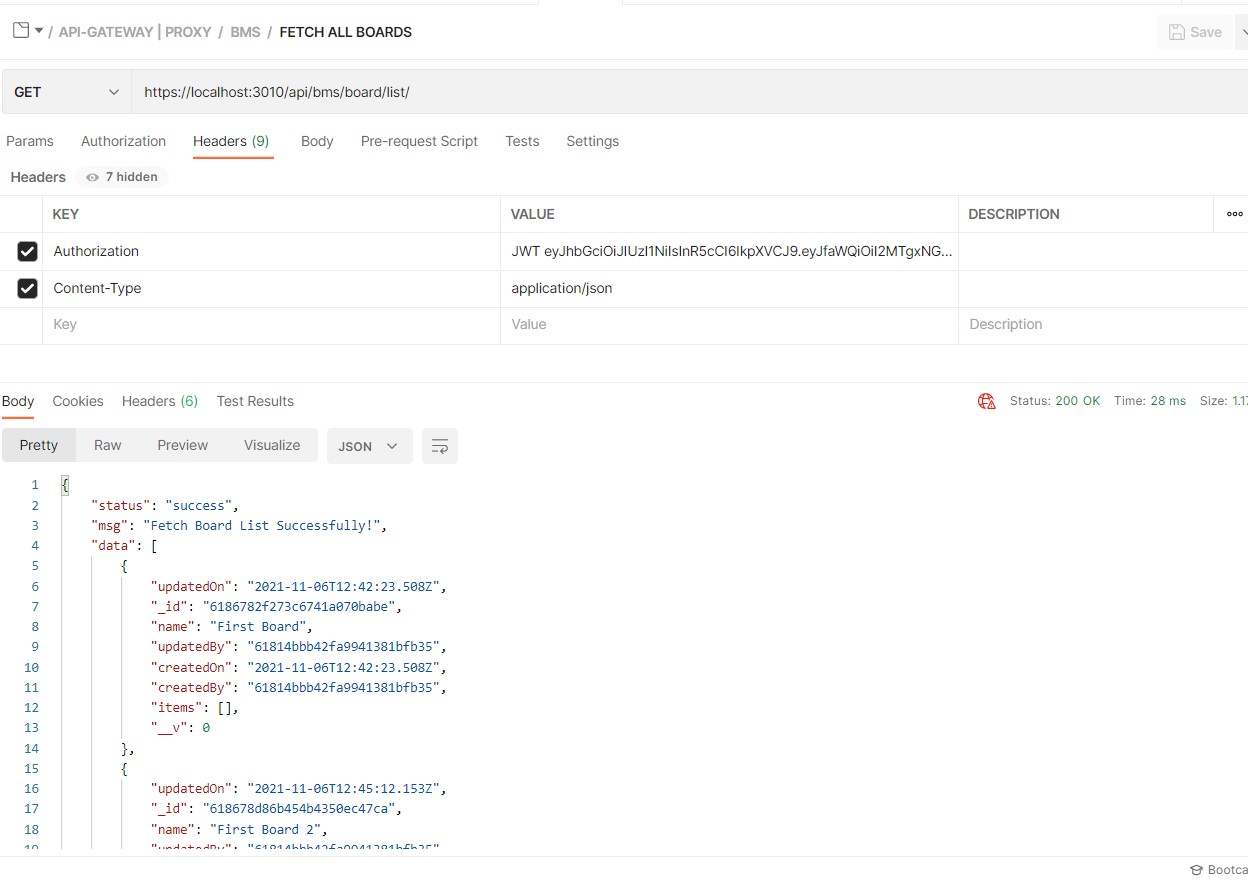 / API-GATEWAY | PROXY / BMS / FETCH ALL BOARDS Save
GET https://localhost:3010/api/bms/board/list/
Params Authorization Headers (9) Body Pre-request Script Tests Settings
Headers 7 hidden
KEY VALUE DESCRIPTION
Authorization JWT eyJhbGciOiJIUzI1NiIsInR5cCI6IkpXVCJ9.eyJfaWQiOiI2MTgxNG...
Content-Type application/json
Key Value Description
Body Cookies Headers (6) Test Results Status: 200 OK Time: 28 ms Size: 1.17
Pretty Raw Preview Visualize JSON
1 {
2 "status": "success",
3 "msg": "Fetch Board List Successfully!",
4 "data": [
5 {
6 "updatedOn": "2021-11-06T12:42:23.508Z",
7 "_id": "6186782f273c6741a070babe",
8 "name": "First Board",
9 "updatedBy": "61814bbb42fa9941381bfb35",
10 "createdOn": "2021-11-06T12:42:23.508Z",
11 "createdBy": "61814bbb42fa9941381bfb35",
12 "items": [],
13 "__v": 0
14 },
15 {
16 "updatedOn": "2021-11-06T12:45:12.153Z",
17 "_id": "618678d86b454b4350ec47ca",
18 "name": "First Board 2",
19 "updatedBy": "61814bbb42fa9941381bfb35"
Bootca